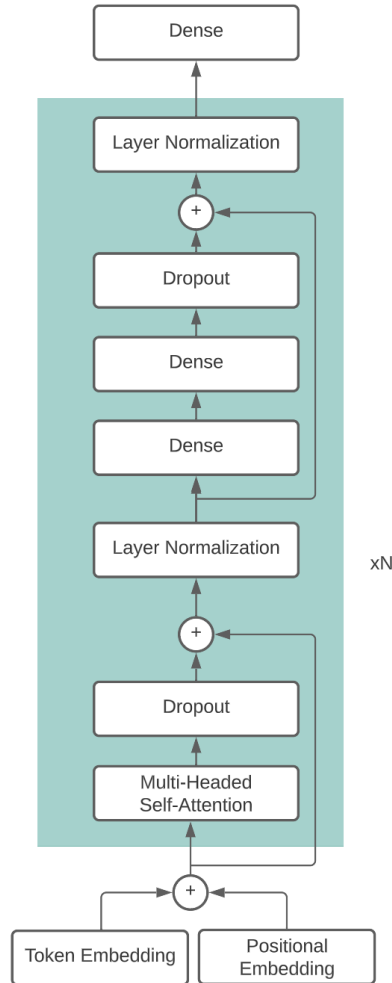 Dense
Layer Normalization
+
Dropout
Dense
Dense
Layer Normalization
xN
+
Dropout
Multi-Headed
Self-Attention
+
Token Embedding
Positional
Embedding